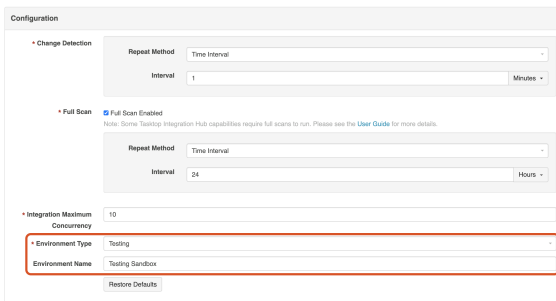 Configuration
* Change Detection
Repeat Method
Time Interval
Interval
1
Minutes
* Full Scan
Full Scan Enabled
Note: Some Tasktop Integration Hub capabilities require full scans to run. Please see the User Guide for more details.
Repeat Method
Time Interval
Interval
24
Hours
* Integration Maximum
Concurrency
10
* Environment Type
Testing
Environment Name
Testing Sandbox
Restore Defaults